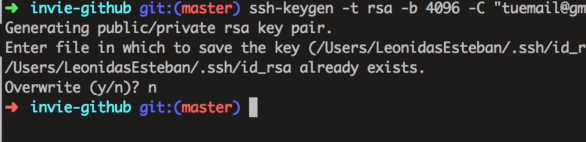 ➜ invie-github git:(master) ssh-keygen -t rsa -b 4096 -C "tuemail@gm
Generating public/private rsa key pair.
Enter file in which to save the key (/Users/LeonidasEsteban/.ssh/id_r
/Users/LeonidasEsteban/.ssh/id_rsa already exists.
Overwrite (y/n)? n
➜ invie-github git:(master)